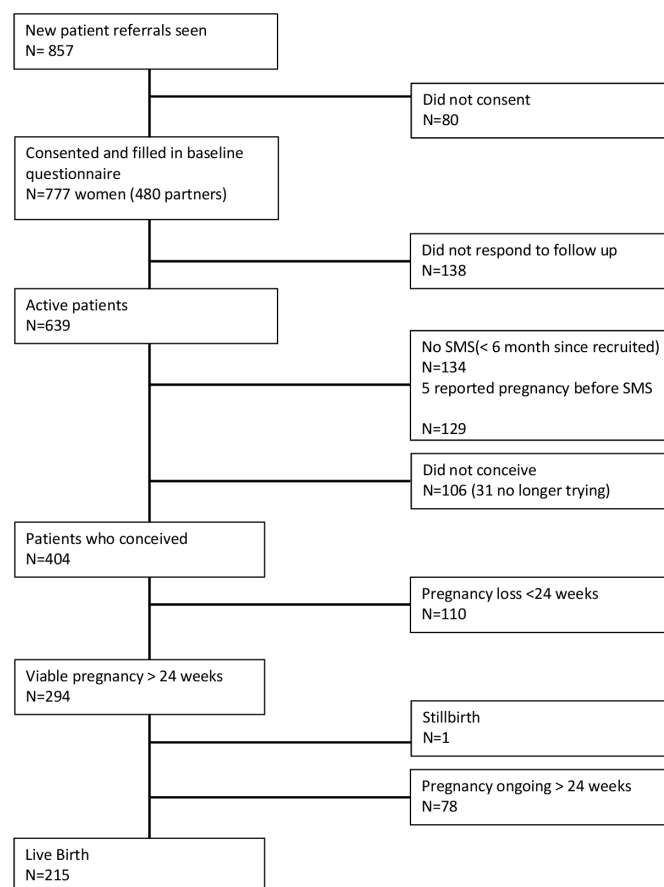 New patient referrals seen
N= 857
Did not consent
N=80
Consented and filled in baseline
questionnaire
N=777 women (480 partners)
Did not respond to follow up
N=138
Active patients
N=639
No SMS(< 6 month since recruited)
N=134
5 reported pregnancy before SMS
N=129
Did not conceive
N=106 (31 no longer trying)
Patients who conceived
N=404
Pregnancy loss <24 weeks
N=110
Viable pregnancy > 24 weeks
N=294
Stillbirth
N=1
Pregnancy ongoing > 24 weeks
N=78
Live Birth
N=215